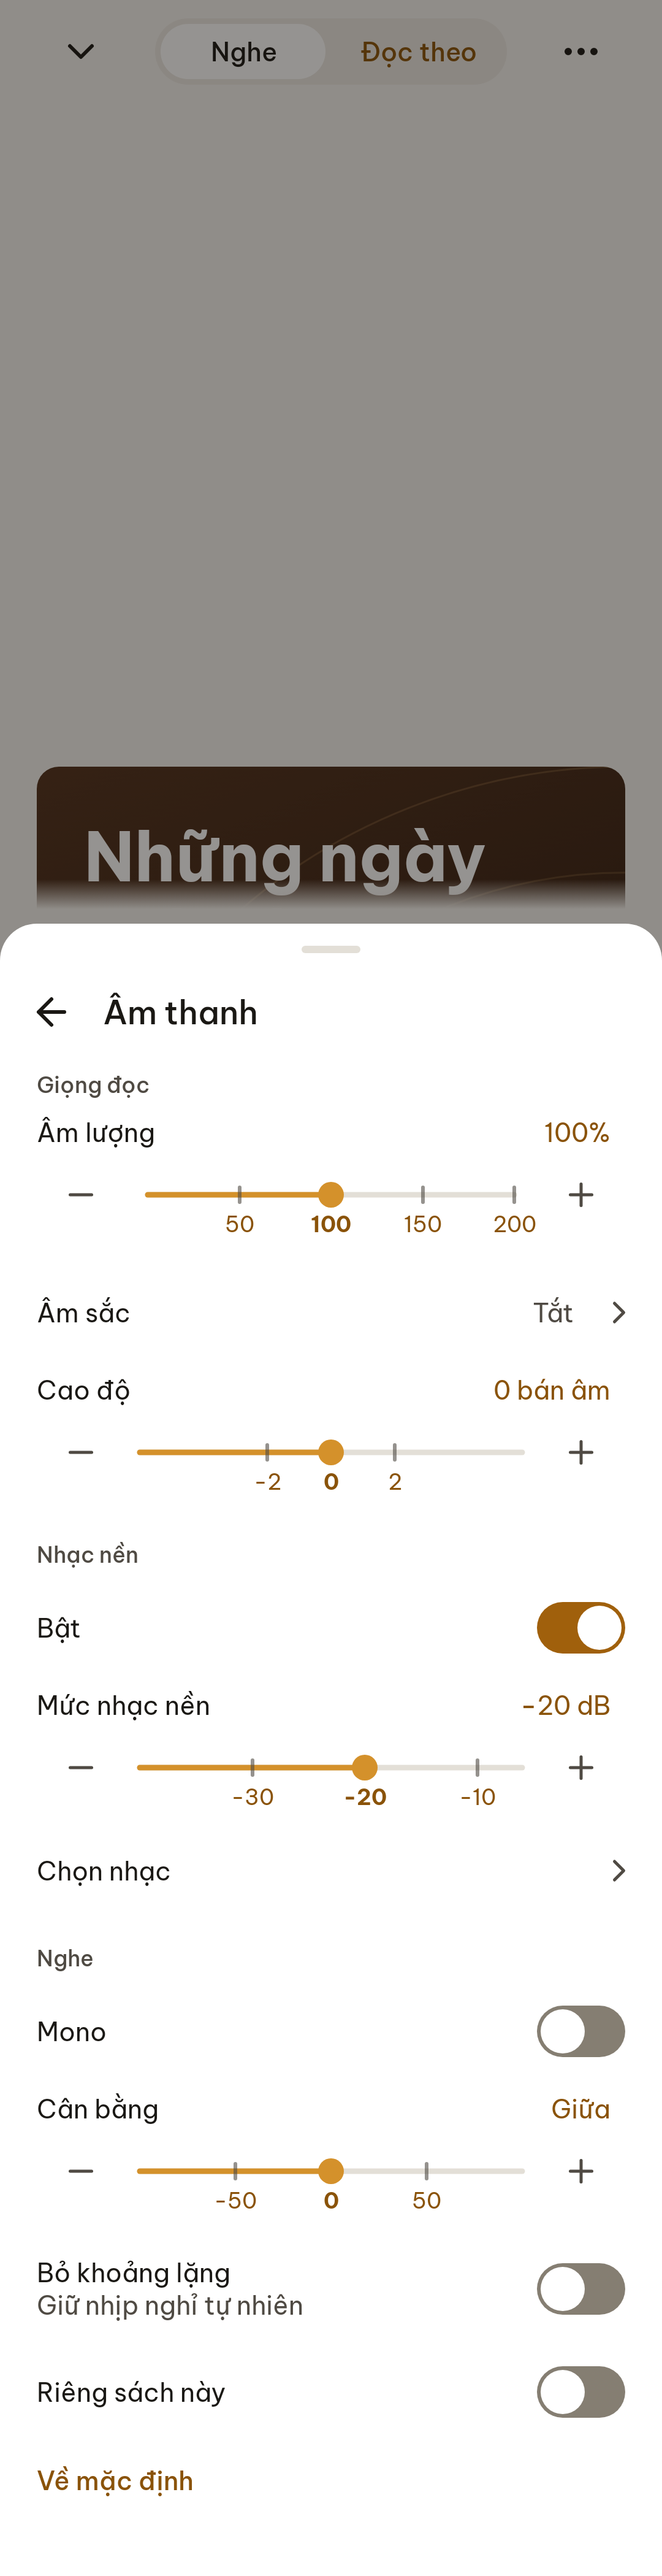 Nghe
Đọc theo
Những ngày
Âm thanh
Giọng đọc
Âm lượng
100%
50
100
150
200
Âm sắc
Tắt
Cao độ
0 bán âm
-2
0
2
Nhạc nền
Bật
Mức nhạc nền
−20 dB
-30
-20
-10
Chọn nhạc
Nghe
Mono
Cân bằng
Giữa
-50
0
50
Bỏ khoảng lặng
Giữ nhịp nghỉ tự nhiên
Riêng sách này
Về mặc định